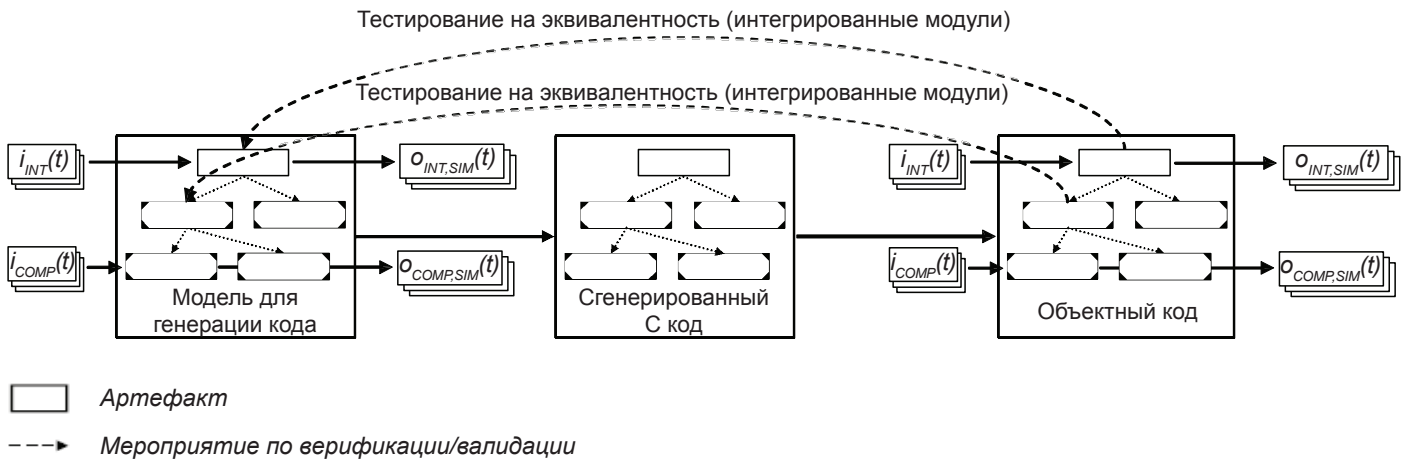 Тестирование на эквивалентность (интегрированные модули)
Тестирование на эквивалентность (интегрированные модули)
i_INT(t)
o_INT,SIM(t)
i_INT(t)
o_INT,SIM(t)
i_COMP(t)
o_COMP,SIM(t)
i_COMP(t)
o_COMP,SIM(t)
Модель для
генерации кода
Сгенерированный
С код
Объектный код
Артефакт
Мероприятие по верификации/валидации